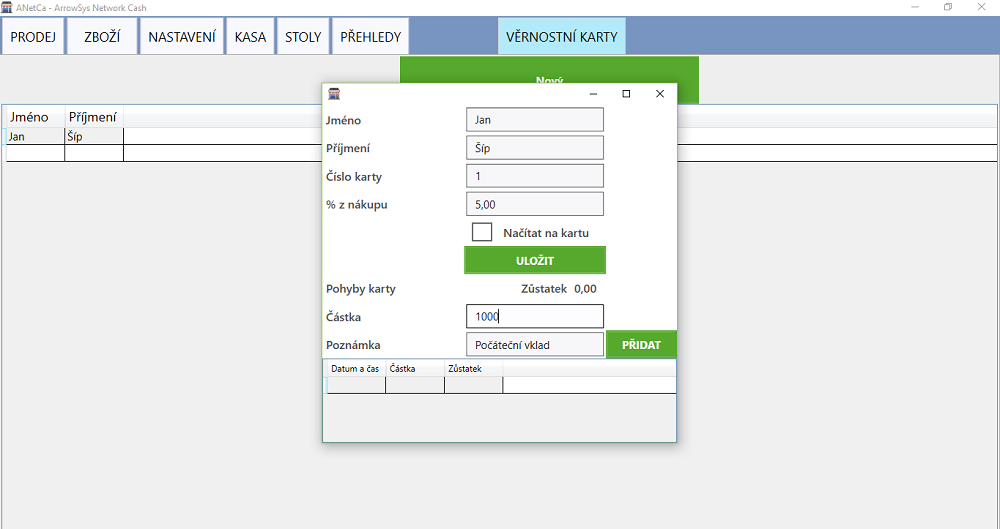 ANetCa - ArrowSys Network Cash
PRODEJ ZBOŽÍ NASTAVENÍ KASA STOLY PŘEHLEDY VĚRNOSTNÍ KARTY
Nový
Jméno Příjmení
Jan Šíp
Jméno Jan
Příjmení Šíp
Číslo karty 1
% z nákupu 5,00
Načítat na kartu
ULOŽIT
Pohyby karty Zůstatek 0,00
Částka 1000
Poznámka Počáteční vklad PŘIDAT
Datum a čas Částka Zůstatek